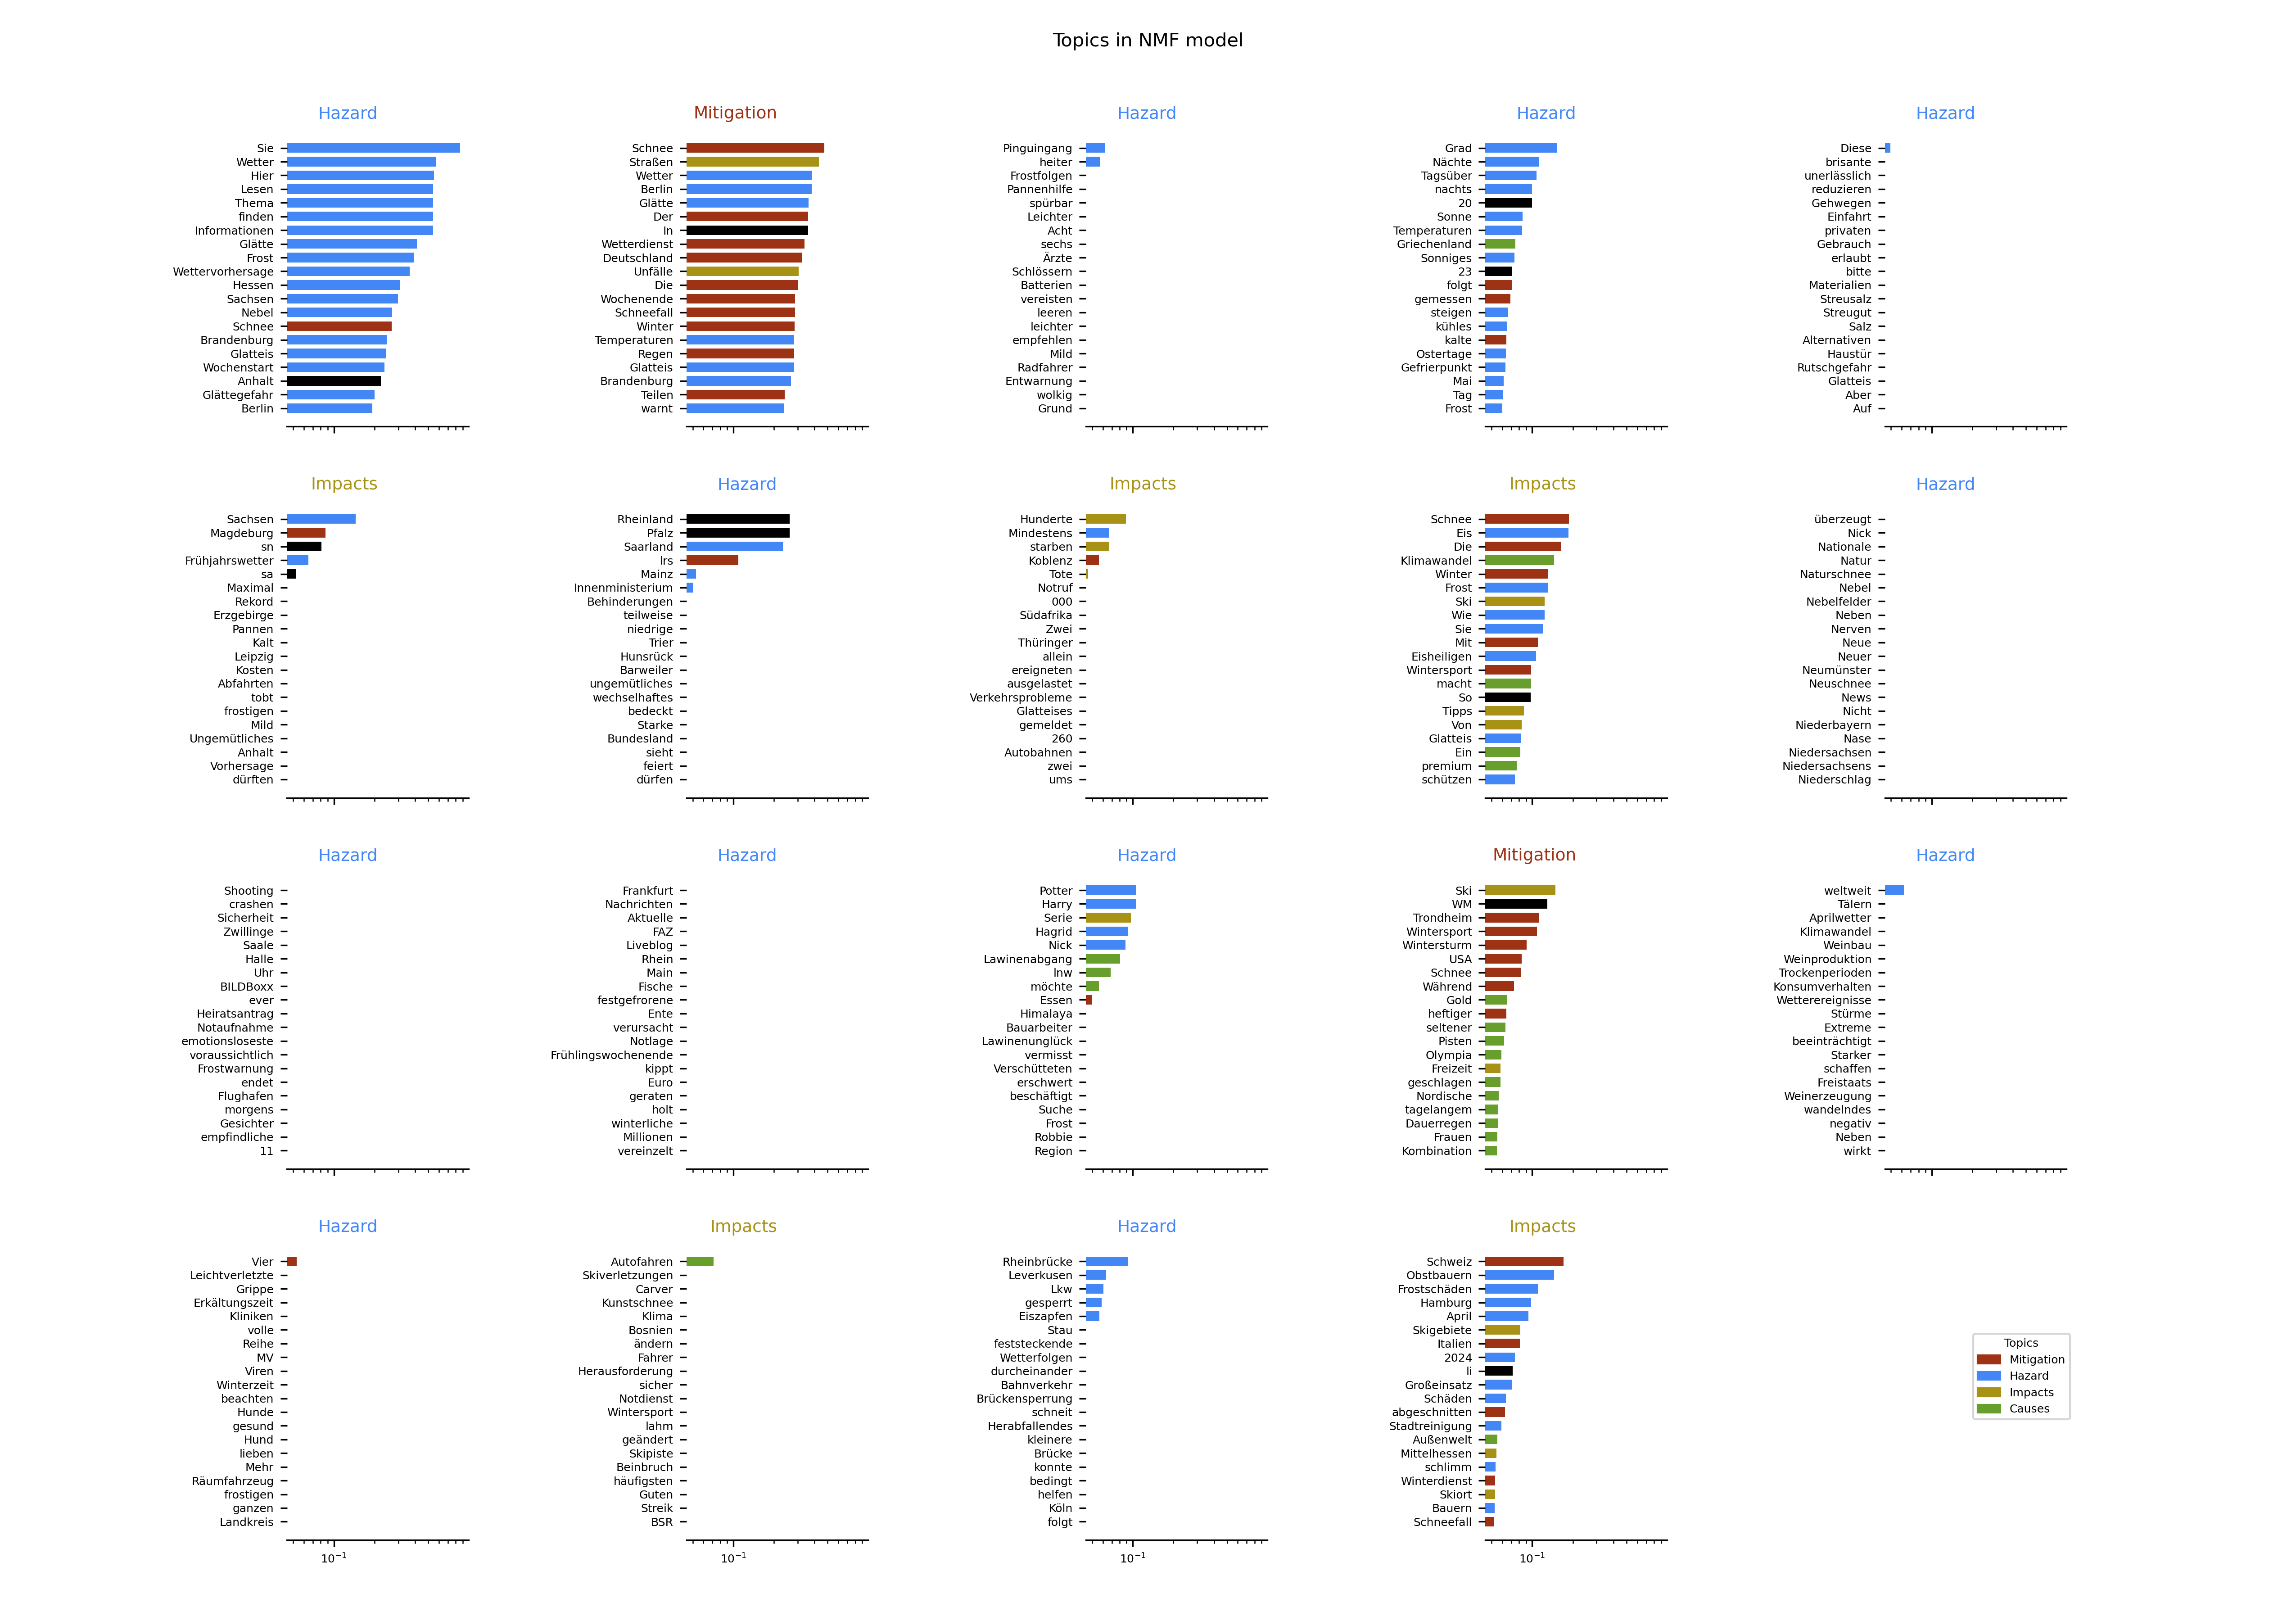 Topics in NMF model
Hazard
Sie
Wetter
Hier
Lesen
Thema
finden
Informationen
Glätte
Frost
Wettervorhersage
Hessen
Sachsen
Nebel
Schnee
Brandenburg
Glatteis
Wochenstart
Anhalt
Glättegefahr
Berlin
Mitigation
Schnee
Straßen
Wetter
Berlin
Glätte
Der
In
Wetterdienst
Deutschland
Unfälle
Die
Wochenende
Schneefall
Winter
Temperaturen
Regen
Glatteis
Brandenburg
Teilen
warnt
Hazard
Pinguingang
heiter
Frostfolgen
Pannenhilfe
spürbar
Leichter
Acht
sechs
Ärzte
Schlössern
Batterien
vereisten
leeren
leichter
empfehlen
Mild
Radfahrer
Entwarnung
wolkig
Grund
Hazard
Grad
Nächte
Tagsüber
nachts
20
Sonne
Temperaturen
Griechenland
Sonniges
23
folgt
gemessen
steigen
kühles
kalte
Ostertage
Gefrierpunkt
Mai
Tag
Frost
Hazard
Diese
brisante
unerlässlich
reduzieren
Gehwegen
Einfahrt
privaten
Gebrauch
erlaubt
bitte
Materialien
Streusalz
Streugut
Salz
Alternativen
Haustür
Rutschgefahr
Glatteis
Aber
Auf
Impacts
Sachsen
Magdeburg
sn
Frühjahrswetter
sa
Maximal
Rekord
Erzgebirge
Pannen
Kalt
Leipzig
Kosten
Abfahrten
tobt
frostigen
Mild
Ungemütliches
Anhalt
Vorhersage
dürften
Hazard
Rheinland
Pfalz
Saarland
lrs
Mainz
Innenministerium
Behinderungen
teilweise
niedrige
Trier
Hunsrück
Barweiler
ungemütliches
wechselhaftes
bedeckt
Starke
Bundesland
sieht
feiert
dürfen
Impacts
Hunderte
Mindestens
starben
Koblenz
Tote
Notruf
000
Südafrika
Zwei
Thüringer
allein
ereigneten
ausgelastet
Verkehrsprobleme
Glatteises
gemeldet
260
Autobahnen
zwei
ums
Impacts
Schnee
Eis
Die
Klimawandel
Winter
Frost
Ski
Wie
Sie
Mit
Eisheiligen
Wintersport
macht
So
Tipps
Von
Glatteis
Ein
premium
schützen
Hazard
überzeugt
Nick
Nationale
Natur
Naturschnee
Nebel
Nebelfelder
Neben
Nerven
Neue
Neuer
Neumünster
Neuschnee
News
Nicht
Niederbayern
Nase
Niedersachsen
Niedersachsens
Niederschlag
Hazard
Shooting
crashen
Sicherheit
Zwillinge
Saale
Halle
Uhr
BILDBoxx
ever
Heiratsantrag
Notaufnahme
emotionsloseste
voraussichtlich
Frostwarnung
endet
Flughafen
morgens
Gesichter
empfindliche
11
Hazard
Frankfurt
Nachrichten
Aktuelle
FAZ
Liveblog
Rhein
Main
Fische
festgefrorene
Ente
verursacht
Notlage
Frühlingswochenende
kippt
Euro
geraten
holt
winterliche
Millionen
vereinzelt
Hazard
Potter
Harry
Serie
Hagrid
Nick
Lawinenabgang
lnw
möchte
Essen
Himalaya
Bauarbeiter
Lawinenunglück
vermisst
Verschütteten
erschwert
beschäftigt
Suche
Frost
Robbie
Region
Mitigation
Ski
WM
Trondheim
Wintersport
Wintersturm
USA
Schnee
Während
Gold
heftiger
seltener
Pisten
Olympia
Freizeit
geschlagen
Nordische
tagelangem
Dauerregen
Frauen
Kombination
Hazard
weltweit
Tälern
Aprilwetter
Klimawandel
Weinbau
Weinproduktion
Trockenperioden
Konsumverhalten
Wetterereignisse
Stürme
Extreme
beeinträchtigt
Starker
schaffen
Freistaats
Weinerzeugung
wandelndes
negativ
Neben
wirkt
Hazard
Vier
Leichtverletzte
Grippe
Erkältungszeit
Kliniken
volle
Reihe
MV
Viren
Winterzeit
beachten
Hunde
gesund
Hund
lieben
Mehr
Räumfahrzeug
frostigen
ganzen
Landkreis
10⁻¹
Impacts
Autofahren
Skiverletzungen
Carver
Kunstschnee
Klima
Bosnien
ändern
Fahrer
Herausforderung
sicher
Notdienst
Wintersport
lahm
geändert
Skipiste
Beinbruch
häufigsten
Guten
Streik
BSR
10⁻¹
Hazard
Rheinbrücke
Leverkusen
Lkw
gesperrt
Eiszapfen
Stau
feststeckende
Wetterfolgen
durcheinander
Bahnverkehr
Brückensperrung
schneit
Herabfallendes
kleinere
Brücke
konnte
bedingt
helfen
Köln
folgt
10⁻¹
Impacts
Schweiz
Obstbauern
Frostschäden
Hamburg
April
Skigebiete
Italien
2024
li
Großeinsatz
Schäden
abgeschnitten
Stadtreinigung
Außenwelt
Mittelhessen
schlimm
Winterdienst
Skiort
Bauern
Schneefall
10⁻¹
Topics
Mitigation
Hazard
Impacts
Causes